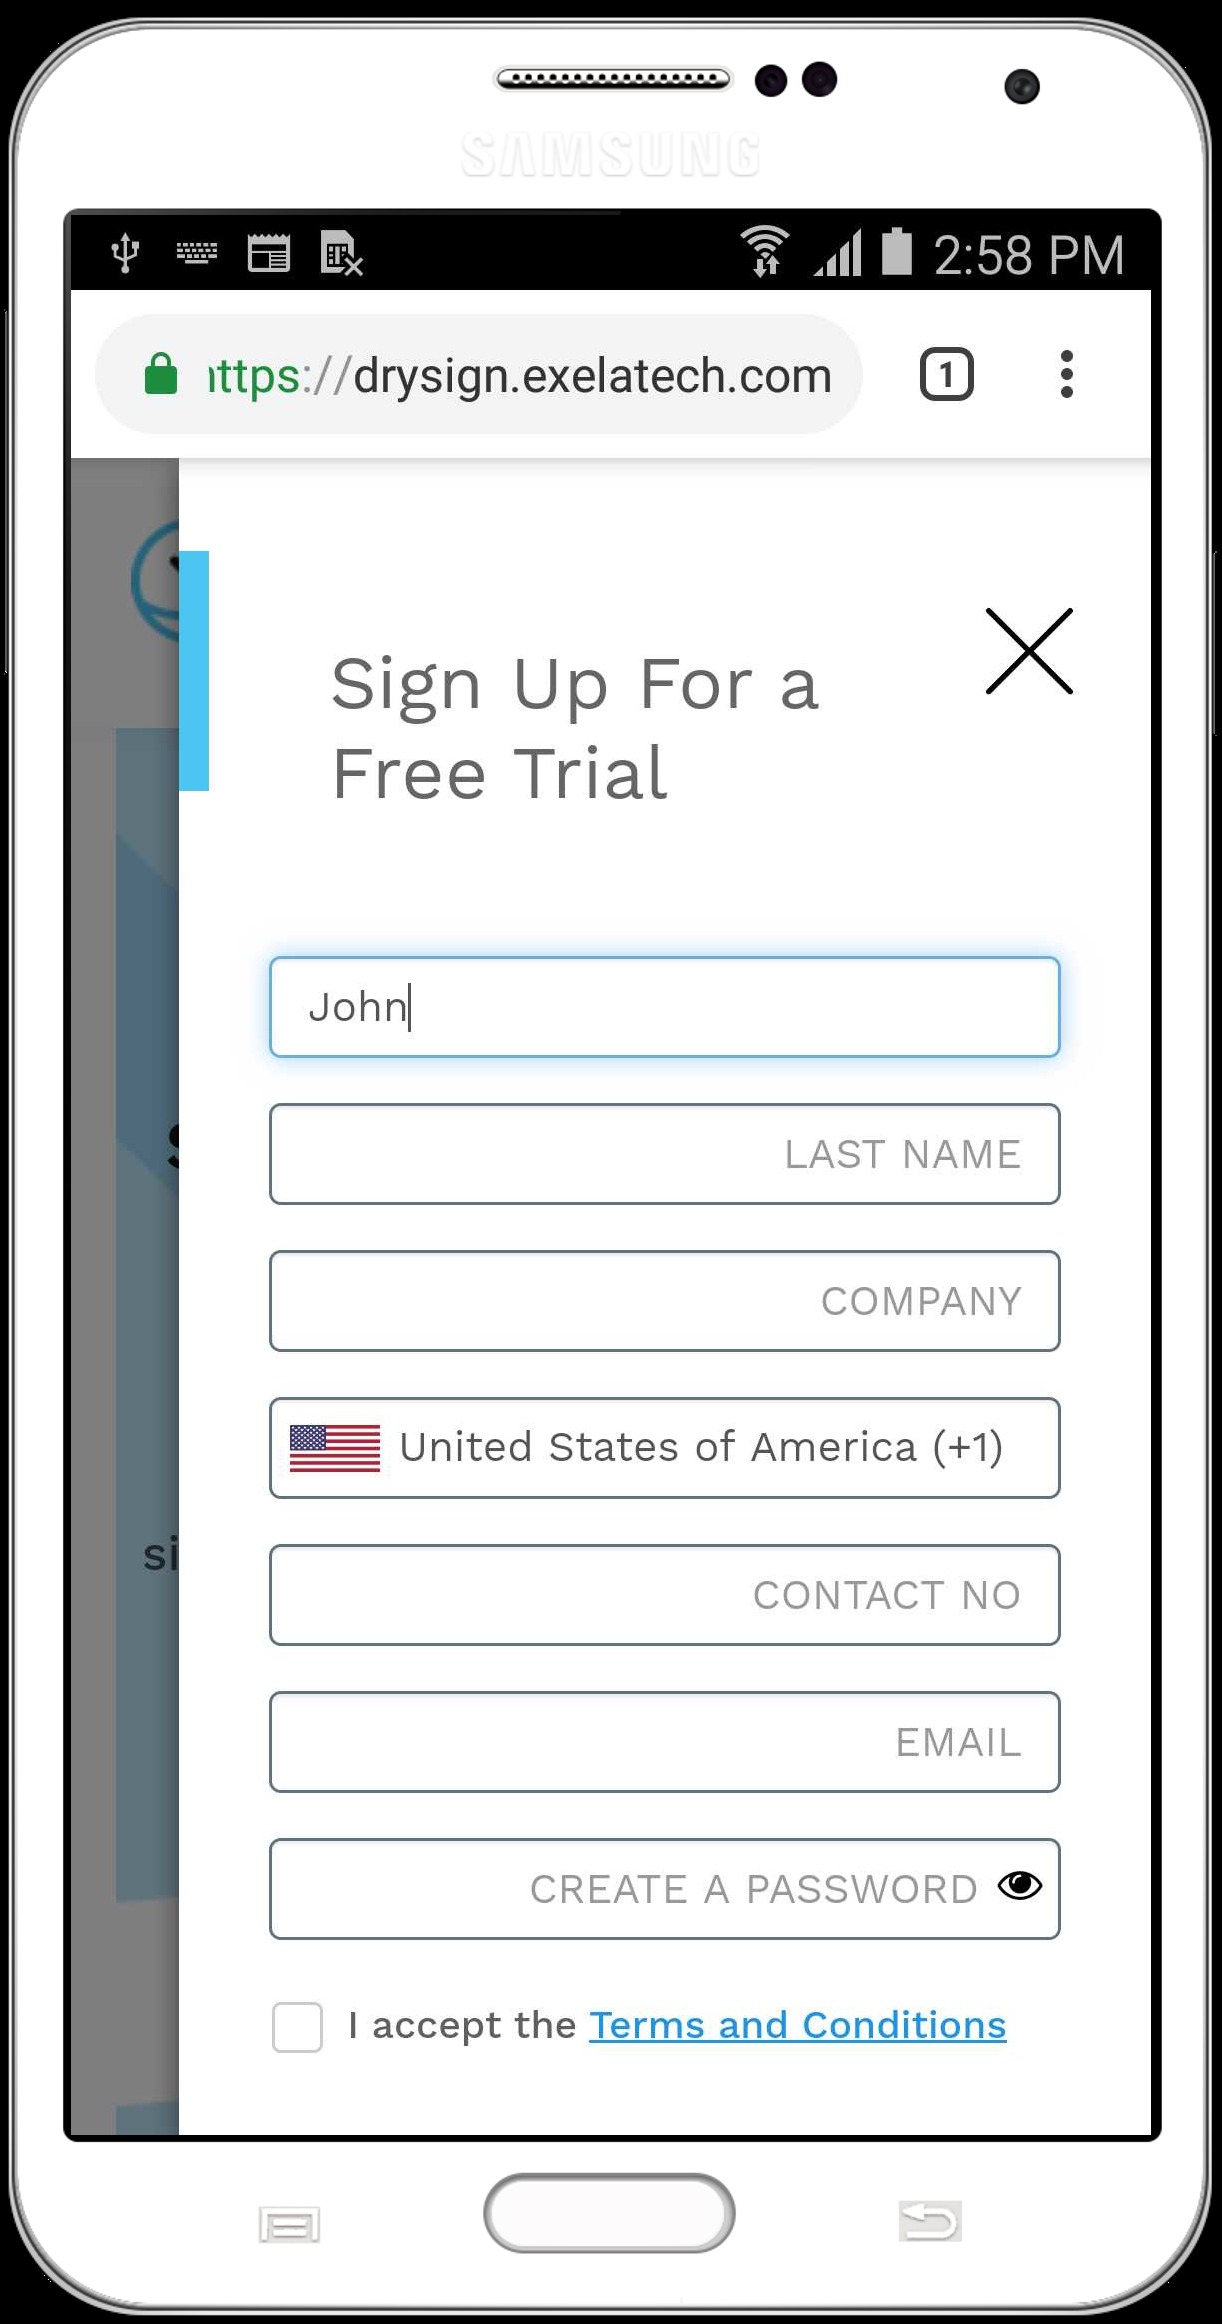 SAMSUNG
2:58 PM
https://drysign.exelatech.com
1
Sign Up For a
Free Trial
John
LAST NAME
COMPANY
United States of America (+1)
CONTACT NO
si
EMAIL
CREATE A PASSWORD
I accept the Terms and Conditions